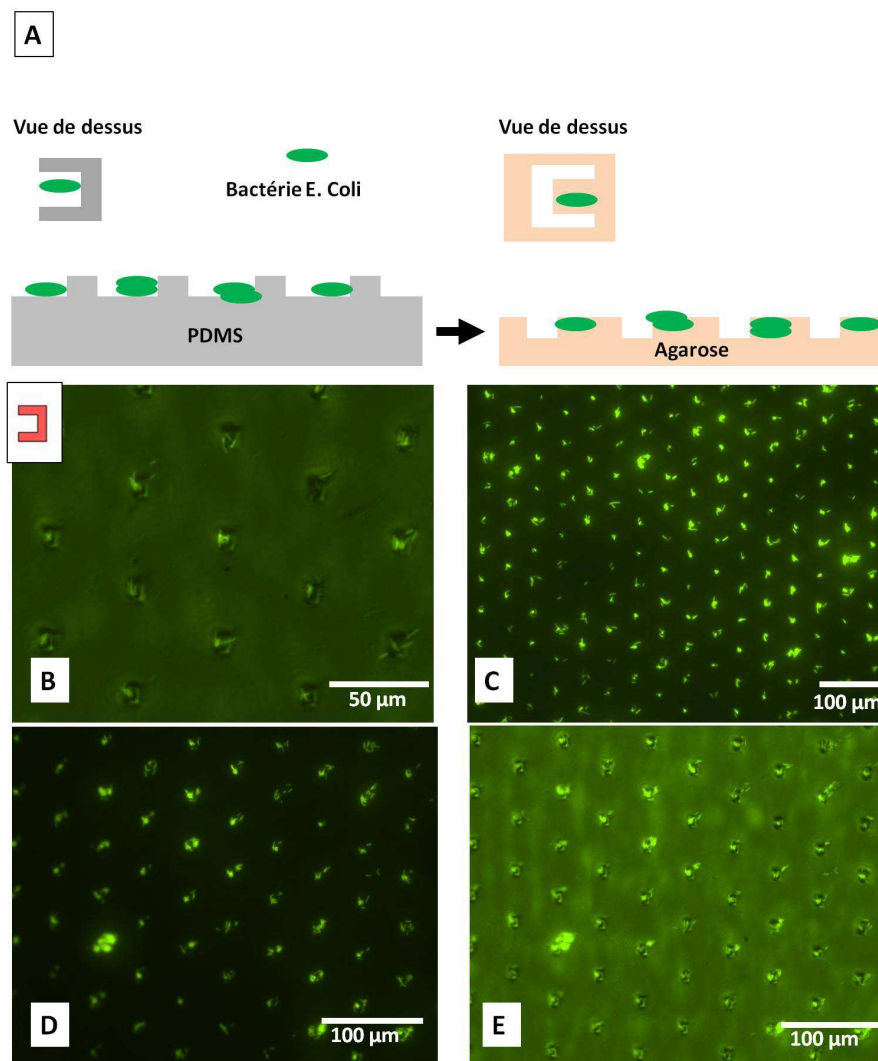 A
Vue de dessus
Vue de dessus
Bactérie E. Coli
PDMS
Agarose
B
50 µm
C
100 µm
D
100 µm
E
100 µm